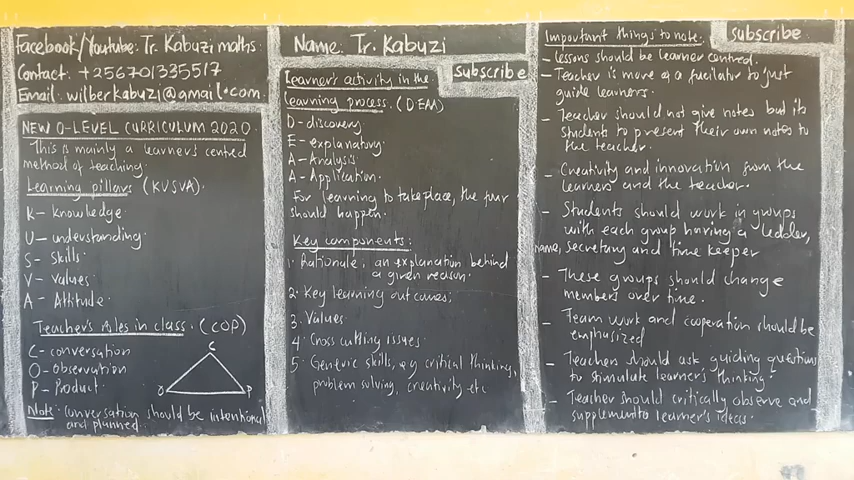 Facebook/Youtube: Tr. Kabuzi maths.
Contact: +256701335517
Email: wilberkabuzi@gmail.com
NEW O-LEVEL CURRICULUM 2020.
This is mainly a learner's centred
method of teaching.
Learning pillars (KUSVA).
K- knowledge.
U- understanding.
S- skills.
V- values.
A- Attitude.
Teacher's roles in class. (COP)
C- conversation
O- observation
P- Product.
C
O P
Note: Conversation should be intentional
and planned.
Name: Tr. Kabuzi
subscribe
Learner's activity in the
learning process. (DEAA)
D- discovery
E- explanatory.
A- Analysis.
A- Application.
For learning to take place, the four
should happen.
Key components:
1. Rationale; an explanation behind
a given reason.
2. Key learning outcomes;
3. Values.
4. Cross cutting issues.
5. Generic skills, eg critical thinking,
problem solving, creativity etc
Important things to note:
subscribe
- lessons should be learner centred.
- Teacher is more of a facilator to just
guide learners.
- Teacher should not give notes but its
students to present their own notes to
the teacher.
- Creativity and innovation from the
learners and the teacher.
- Students should work in groups
with each group having a leader,
name, secretary and time keeper
- These groups should change
members over time.
- Team work and cooperation should be
emphasized
- Teacher should ask guiding questions
to stimulate learner's thinking.
- Teacher should critically observe and
supplement to learner's ideas.